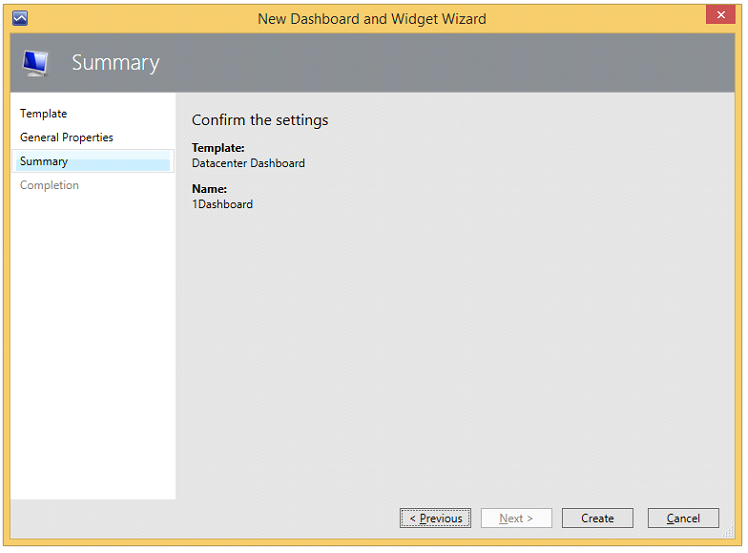 New Dashboard and Widget Wizard
Summary
Template
General Properties
Summary
Completion
Confirm the settings
Template:
Datacenter Dashboard
Name:
1Dashboard
< Previous
Next >
Create
Cancel